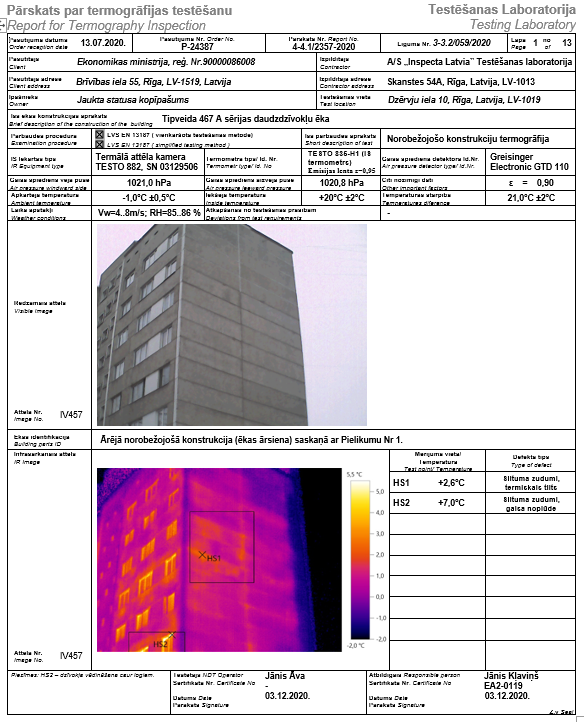 Pārskats par termogrāfijas testēšanu
Testēšanas Laboratorija
Report for Termography Inspection
Testing Laboratory
Pasūtījuma datums
Order reception date
13.07.2020.
Pasūtījuma Nr. Order No.
P-24387
Pārskata Nr. Report No.
4-4.1/2357-2020
Līguma Nr. 3-3.2/059/2020
Lapa
Page
1
no
of
13
Pasūtītājs
Client
Ekonomikas ministrija, reģ. Nr.90000086008
Izpildītājs
Contractor
A/S „Inspecta Latvia” Testēšanas laboratorija
Pasūtītāja adrese
Client address
Brīvības iela 55, Rīga, LV-1519, Latvija
Izpildītāja adrese
Contractor address
Skanstes 54A, Rīga, Latvija, LV-1013
Īpašnieks
Owner
Jaukta statusa kopīpašums
Testēšanas vieta
Test location
Dzērvju iela 10, Rīga, Latvija, LV-1019
Īss ēkas konstrukcijas apraksts
Brief description of the construction of the building
Tipveida 467 A sērijas daudzdzīvokļu ēka
Pārbaudes procedūra
Examination procedure
LVS EN 13187 ( vienkāršota testēšanas metode)
LVS EN 13187 ( simplified testing method )
Īss pārbaudes apraksts
Short description of test
Norobežojošo konstrukciju termogrāfija
IS iekārtas tips
IR Equipment type
Termālā attēla kamera
TESTO 882, SN 03129506
Termometra tips/ Id. Nr.
Termometr type/ Id. No
TESTO 835-H1 (IS
termometrs)
Emisijas lenta ε=0,95
Gaisa spiediena detektora Id.Nr.
Air pressure detector type/ Id.Nr.
Greisinger
Electronic GTD 110
Gaisa spiediens vēja pusē
Air pressure windward side
1021,0 hPa
Gaisa spiediens aizvēja pusē
Air pressure leeward pressure
1020,8 hPa
Citi nozīmīgi dati
Other important factors
ε = 0,90
Apkārtējā temperatūra
Ambient temperature
-1,0°C ±0,5°C
Iekšējā temperatūra
Inside temperature
+20°C ±2°C
Temperatūras starpība
Temperatures diference
21,0°C ±2°C
Laika apstākļi
Weather conditions
Vw=4..8m/s; RH=85..86 %
Atkāpšanās no testēšanas prasībām
Deviations from test requirements
-
Redzamais attēls
Visible image
Attēla Nr.
Image No.
IV457
Ēkas identifikācija
Building parts ID
Ārējā norobežojošā konstrukcija (ēkas ārsiena) saskaņā ar Pielikumu Nr 1.
Infrasarkanais attēls
IR image
Mērījuma vieta/
Temperatūra
Test point/ Temperature
Defekta tips
Type of defect
HS1
+2,6°C
siltuma zudumi,
termiskais tilts
HS2
+7,0°C
siltuma zudumi,
gaisa noplūde
5,5 °C
5,0
4,0
3,0
2,0
1,0
0,0
-1,0
-2,0
-2,0 °C
HS1
HS2
Attēla Nr.
Image No.
IV457
Piezīmes: HS2 – dzīvokļa vēdināšana caur logiem.
Testētājs NDT Operator
Jānis Āva
Sertifikāta Nr. Certificate No
-
Datums Date
03.12.2020.
Paraksts Signature
Atbildīgais Responsible person
Jānis Kļaviņš
Sertifikāta Nr. Certificate No
EA2-0119
Datums Date
03.12.2020.
Paraksts Signature